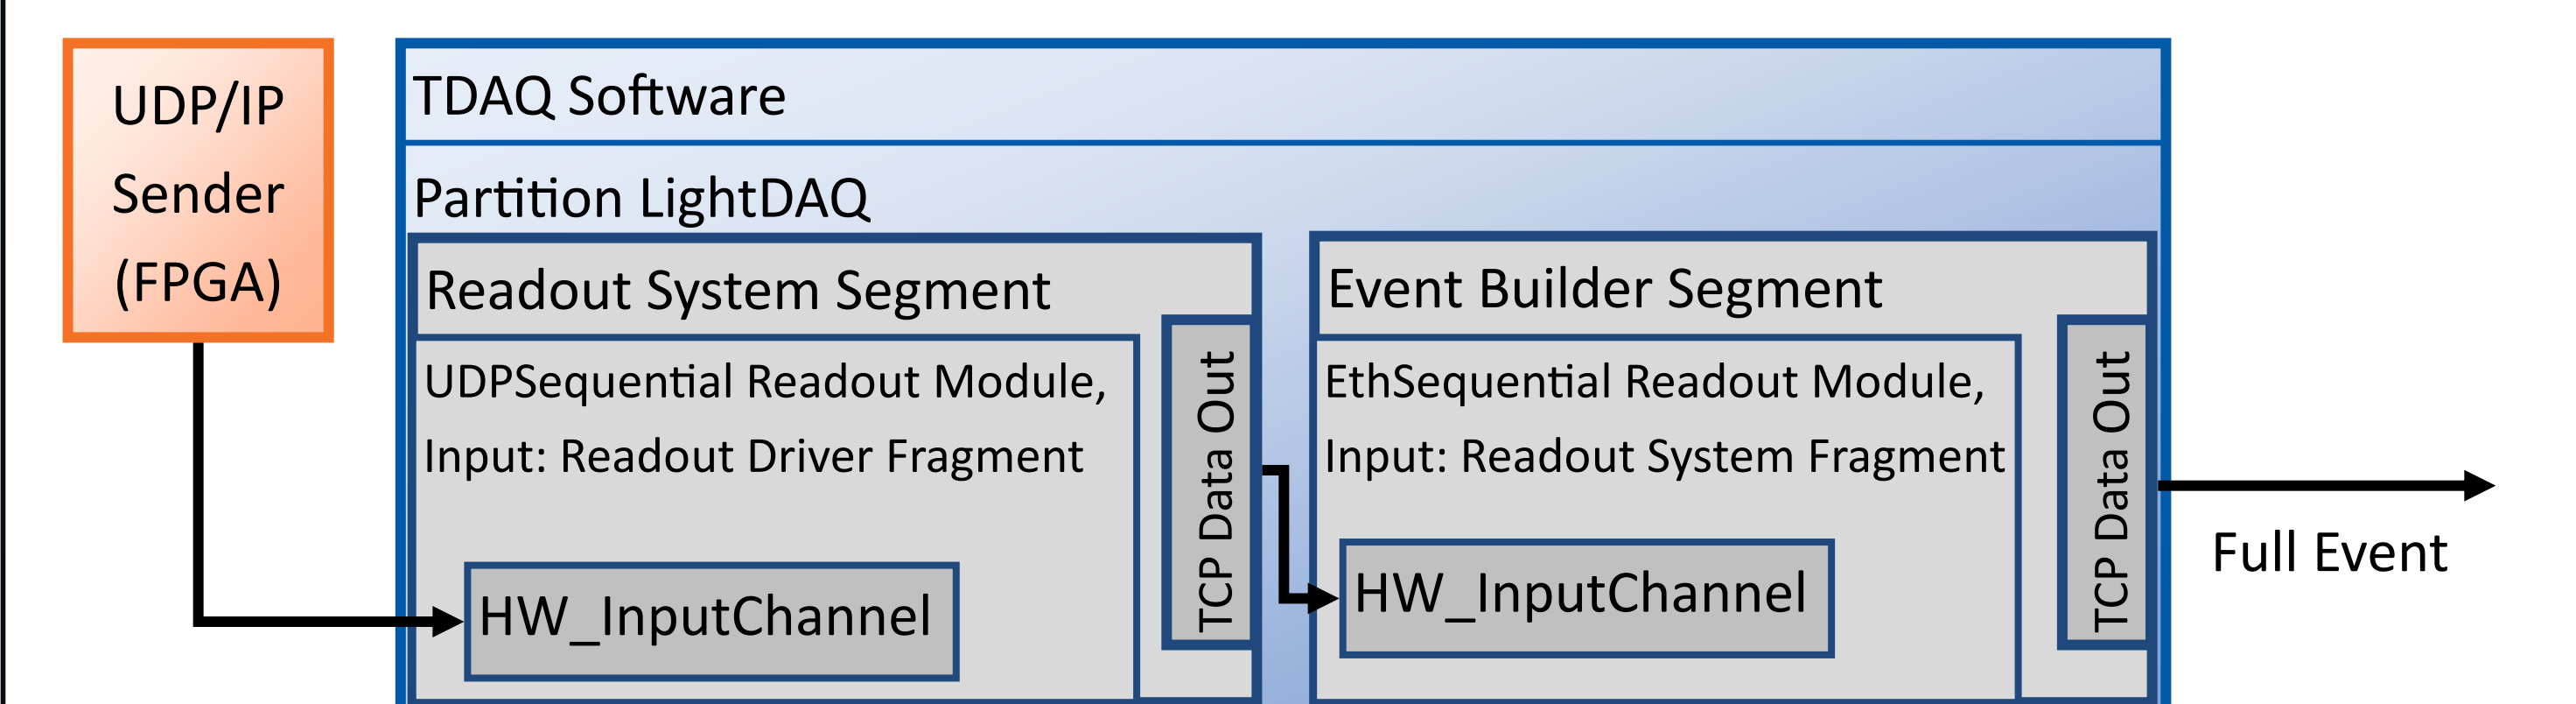 UDP/IP
Sender
(FPGA)
TDAQ Software
Partition LightDAQ
Readout System Segment
UDPSequential Readout Module,
Input: Readout Driver Fragment
HW_InputChannel
TCP Data Out
Event Builder Segment
EthSequential Readout Module,
Input: Readout System Fragment
HW_InputChannel
TCP Data Out
Full Event